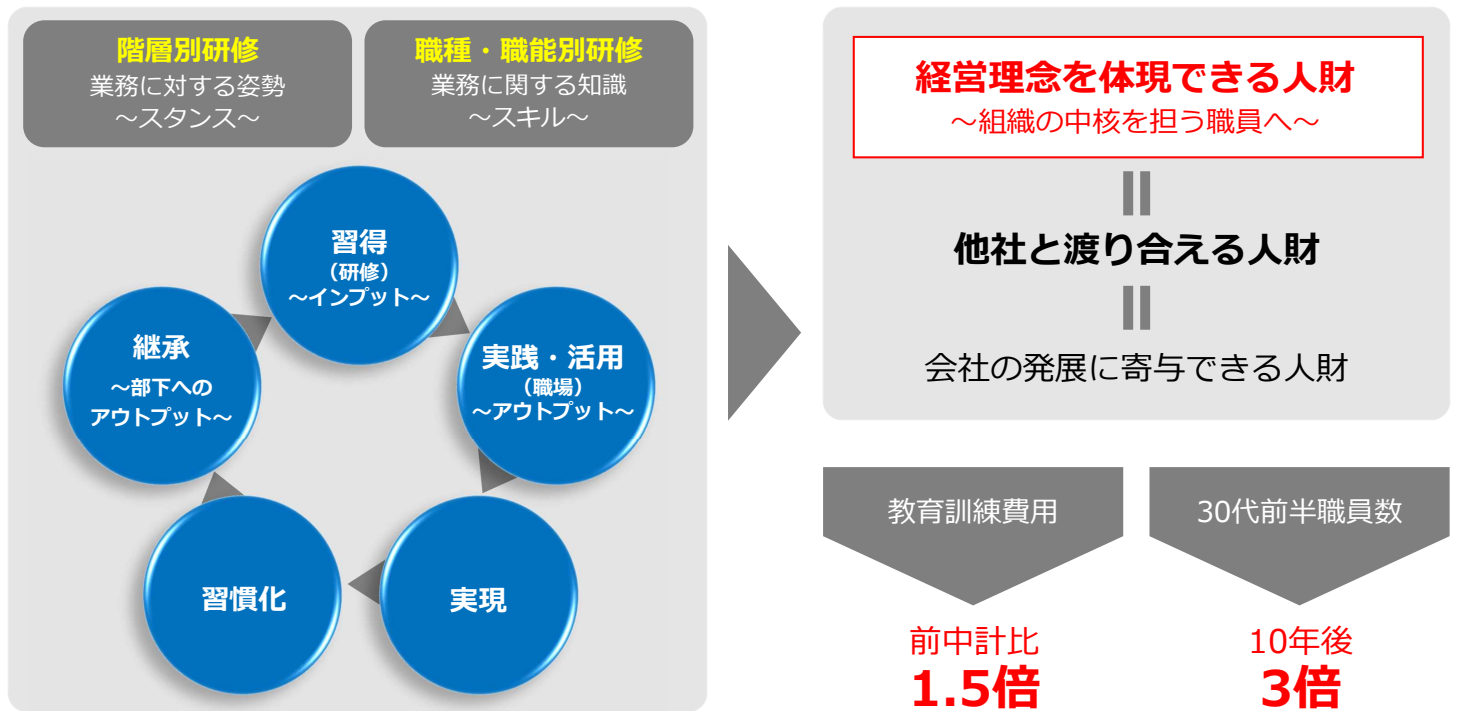 階層別研修
業務に対する姿勢
~スタンス~
職種・職能別研修
業務に関する知識
~スキル~
習得
(研修)
~インプット~
実践・活用
(職場)
~アウトプット~
実現
習慣化
継承
~部下への
アウトプット~
経営理念を体現できる人財
~組織の中核を担う職員へ~
他社と渡り合える人財
会社の発展に寄与できる人財
教育訓練費用
前中計比
1.5倍
30代前半職員数
10年後
3倍